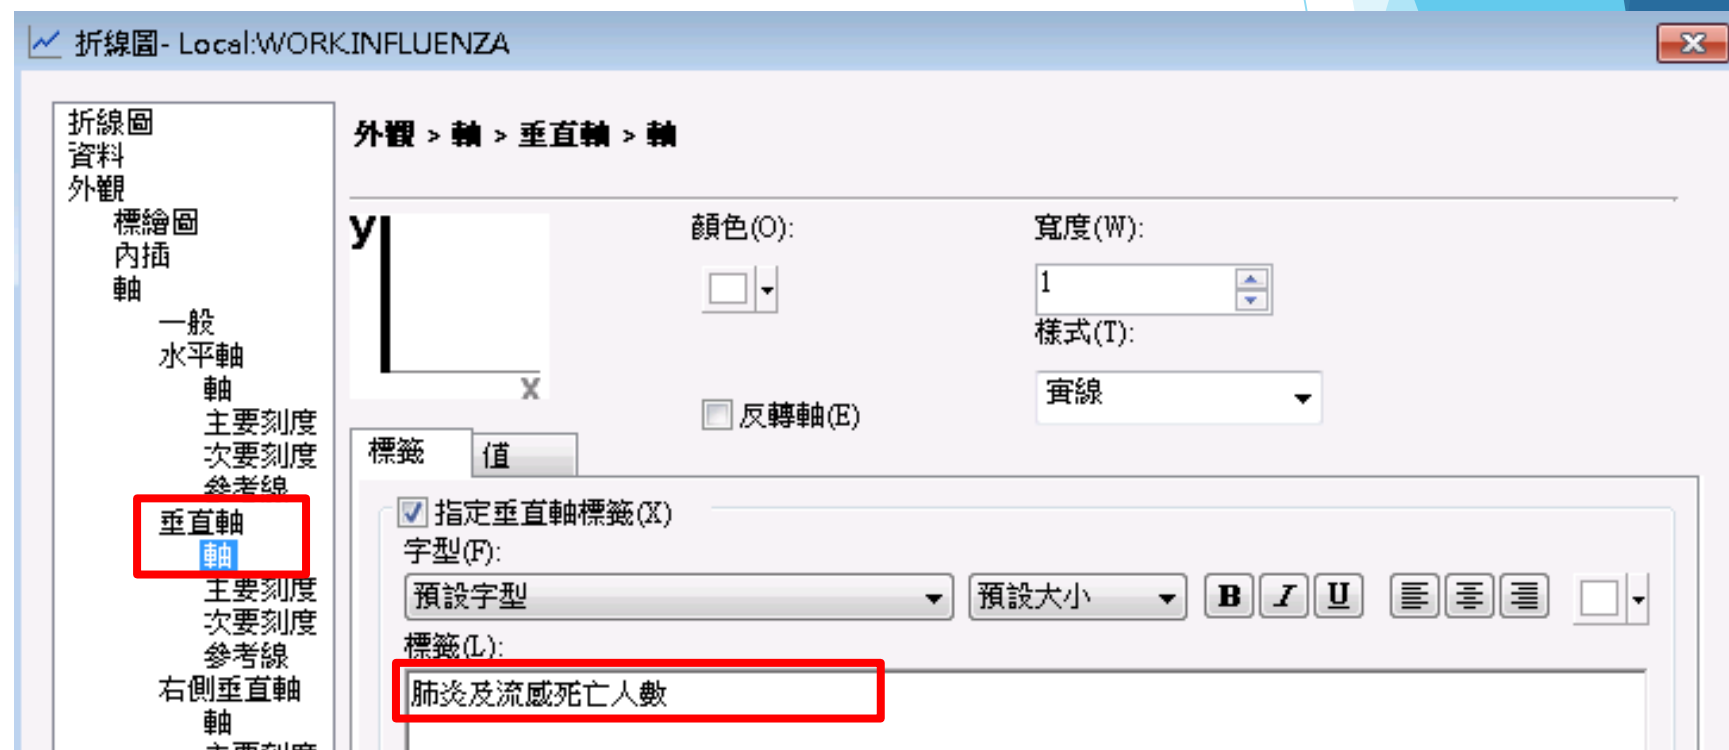 折線圖- Local:WORK.INFLUENZA
折線圖
資料
外觀
標繪圖
內插
軸
一般
水平軸
軸
主要刻度
次要刻度
參考線
垂直軸
軸
主要刻度
次要刻度
參考線
右側垂直軸
軸
主要刻度
外觀 > 軸 > 垂直軸 > 軸
y
x
顏色(O):
寬度(W):
1
樣式(T):
實線
反轉軸(E)
標籤
值
指定垂直軸標籤(X)
字型(F):
預設字型
預設大小
B I U
標籤(L):
肺炎及流感死亡人數